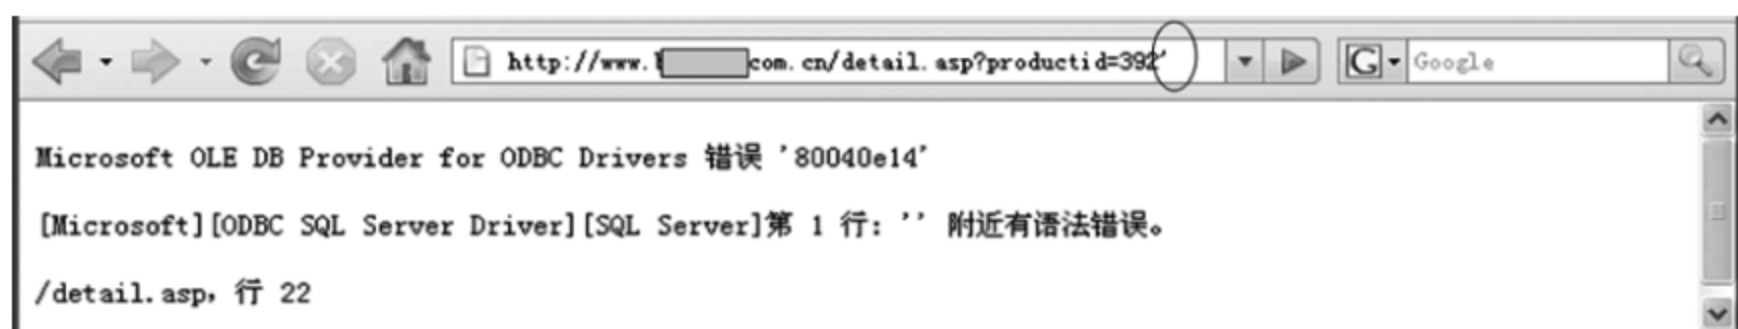 http://www.l com.cn/detail.asp?productid=392'
Google
Microsoft OLE DB Provider for ODBC Drivers 错误 '80040e14'
[Microsoft][ODBC SQL Server Driver][SQL Server]第 1 行: '' 附近有语法错误。
/detail.asp，行 22